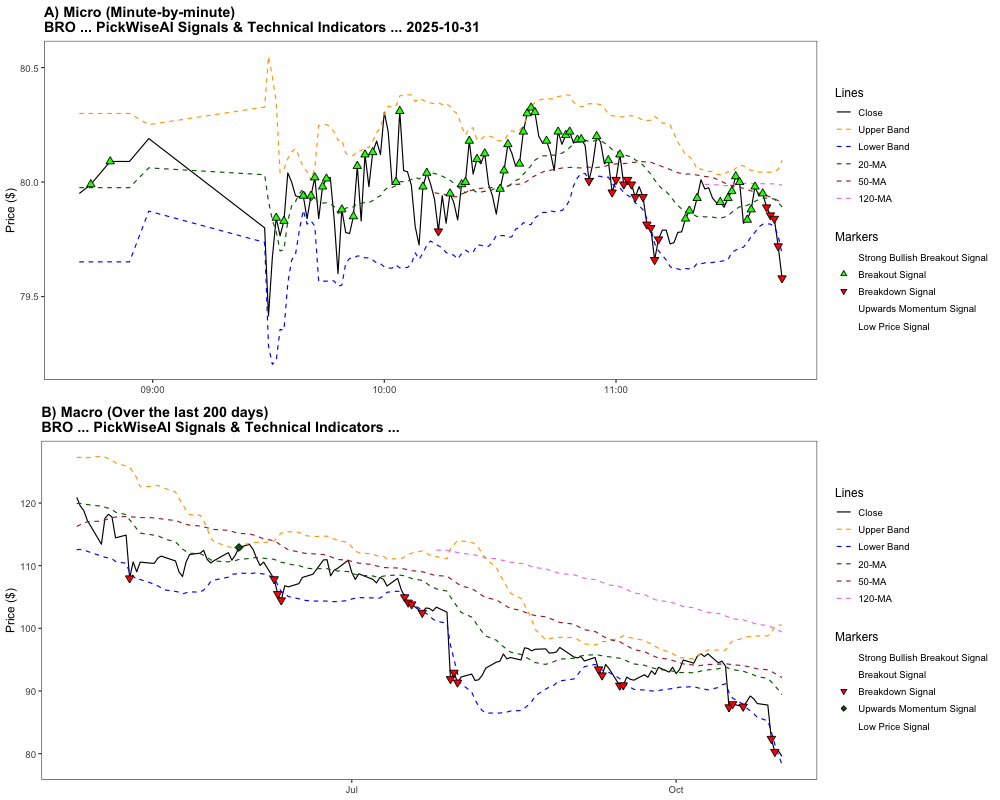 A) Micro (Minute-by-minute)
BRO ... PickWiseAI Signals & Technical Indicators ... 2025-10-31
80.5
80.0
79.5
Price ($)
09:00
10:00
11:00
Lines
Close
Upper Band
Lower Band
20-MA
50-MA
120-MA
Markers
Strong Bullish Breakout Signal
Breakout Signal
Breakdown Signal
Upwards Momentum Signal
Low Price Signal
B) Macro (Over the last 200 days)
BRO ... PickWiseAI Signals & Technical Indicators ...
120
110
100
90
80
Price ($)
Jul
Oct
Lines
Close
Upper Band
Lower Band
20-MA
50-MA
120-MA
Markers
Strong Bullish Breakout Signal
Breakout Signal
Breakdown Signal
Upwards Momentum Signal
Low Price Signal